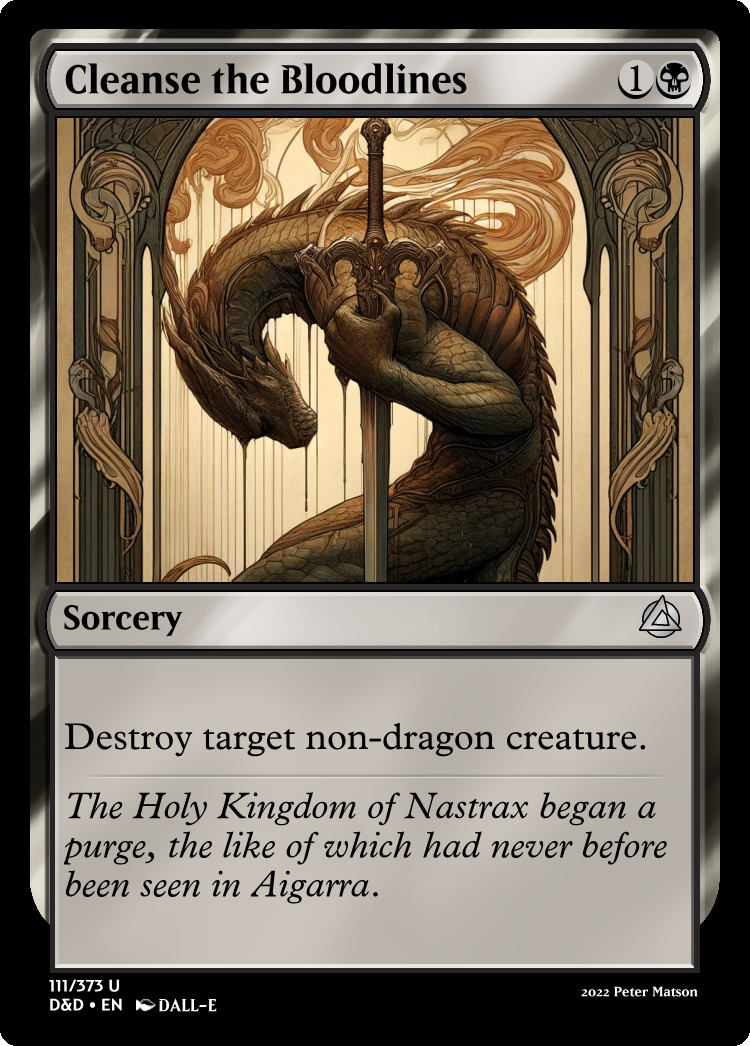 Cleanse the Bloodlines 1
Sorcery
Destroy target non-dragon creature.
The Holy Kingdom of Nastrax began a
purge, the like of which had never before
been seen in Aigarra.
111/373 U
D&D • EN DALL-E
2022 Peter Matson